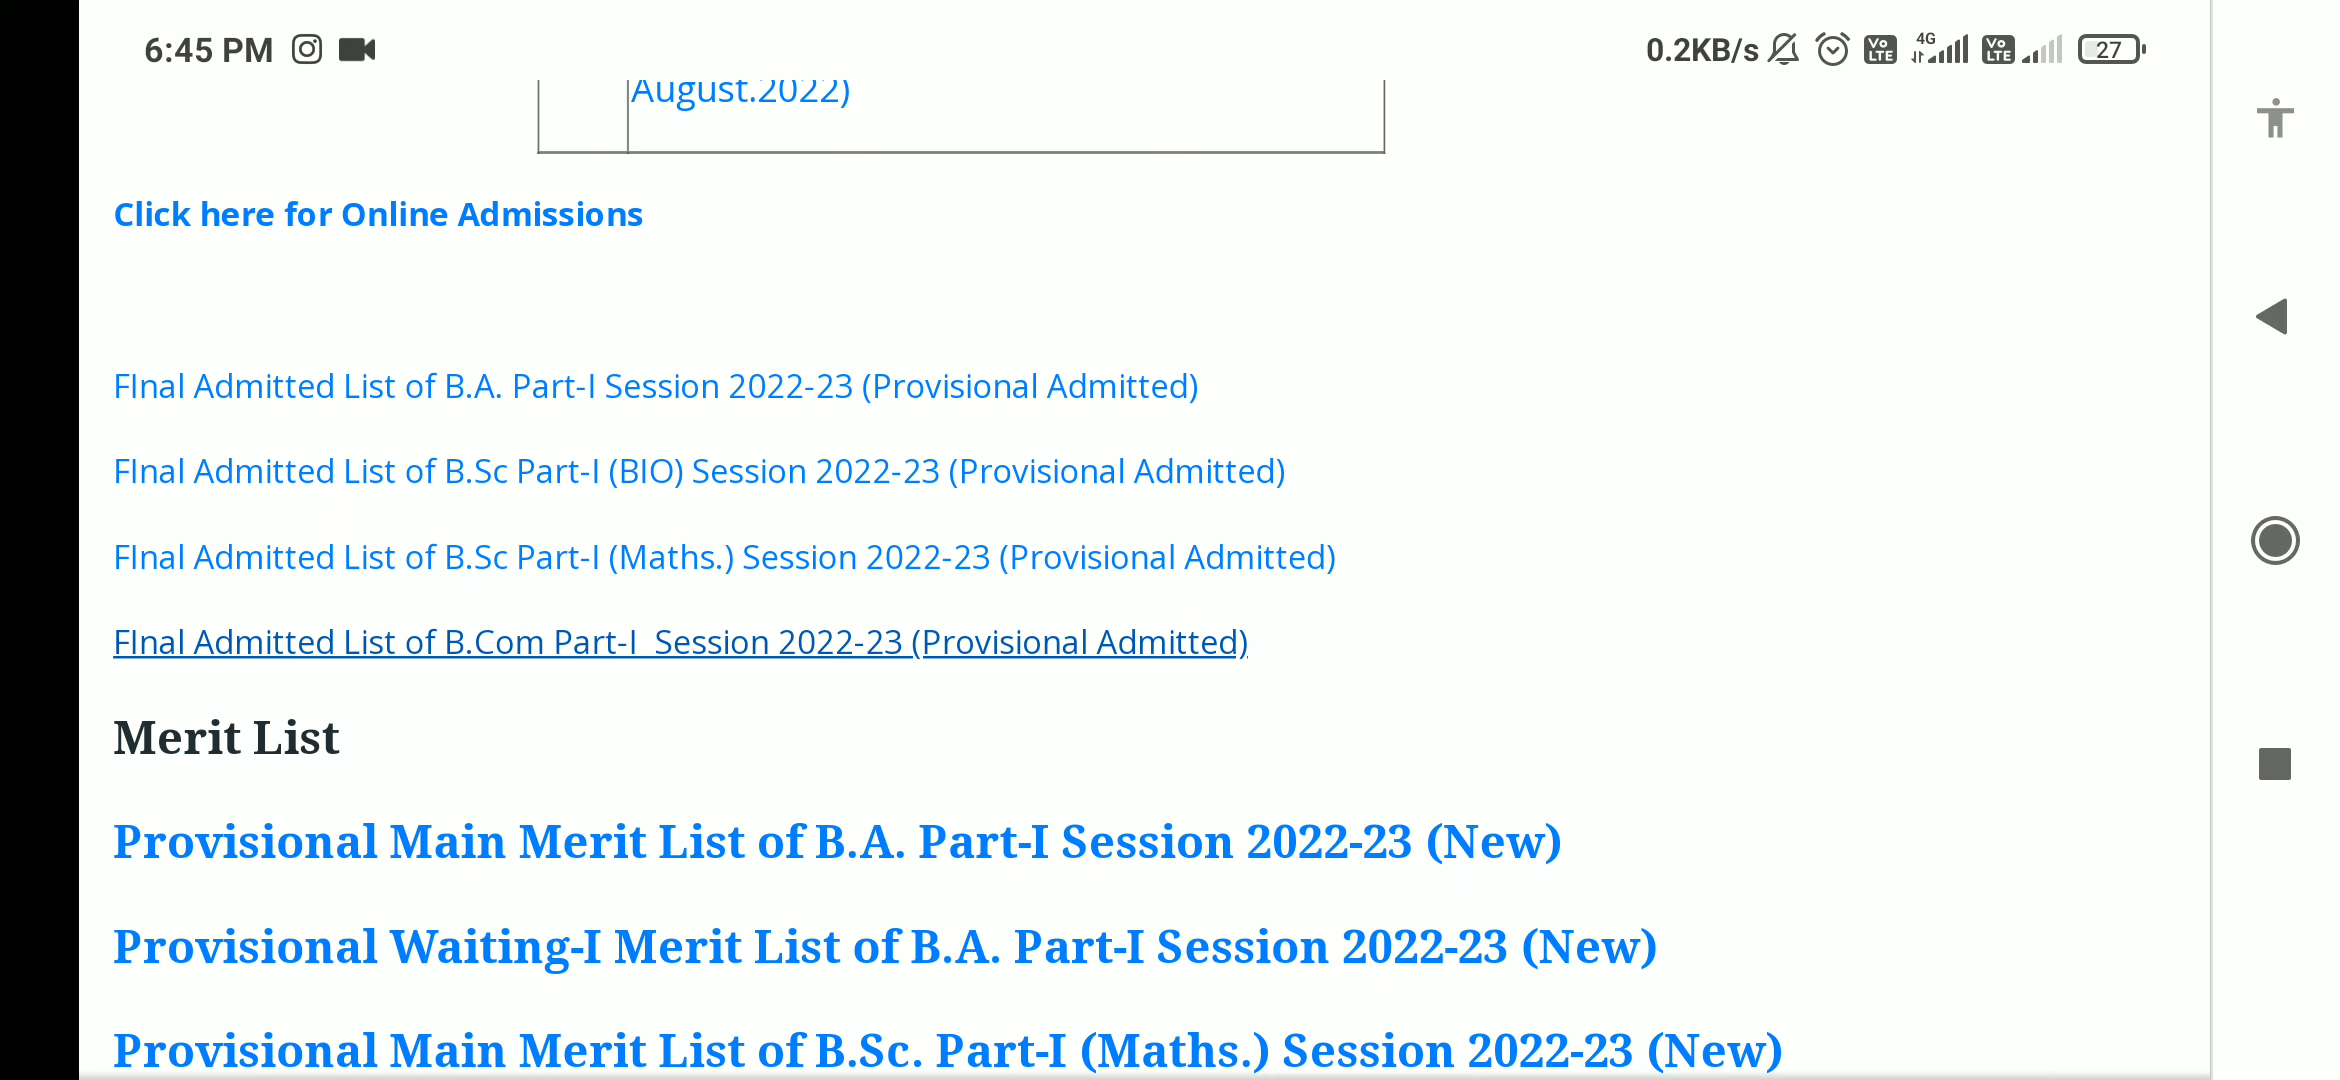 6:45 PM 0.2KB/s Vo LTE 4G Vo LTE 27
August.2022)
Click here for Online Admissions
FInal Admitted List of B.A. Part-I Session 2022-23 (Provisional Admitted)
FInal Admitted List of B.Sc Part-I (BIO) Session 2022-23 (Provisional Admitted)
FInal Admitted List of B.Sc Part-I (Maths.) Session 2022-23 (Provisional Admitted)
FInal Admitted List of B.Com Part-I  Session 2022-23 (Provisional Admitted)
Merit List
Provisional Main Merit List of B.A. Part-I Session 2022-23 (New)
Provisional Waiting-I Merit List of B.A. Part-I Session 2022-23 (New)
Provisional Main Merit List of B.Sc. Part-I (Maths.) Session 2022-23 (New)